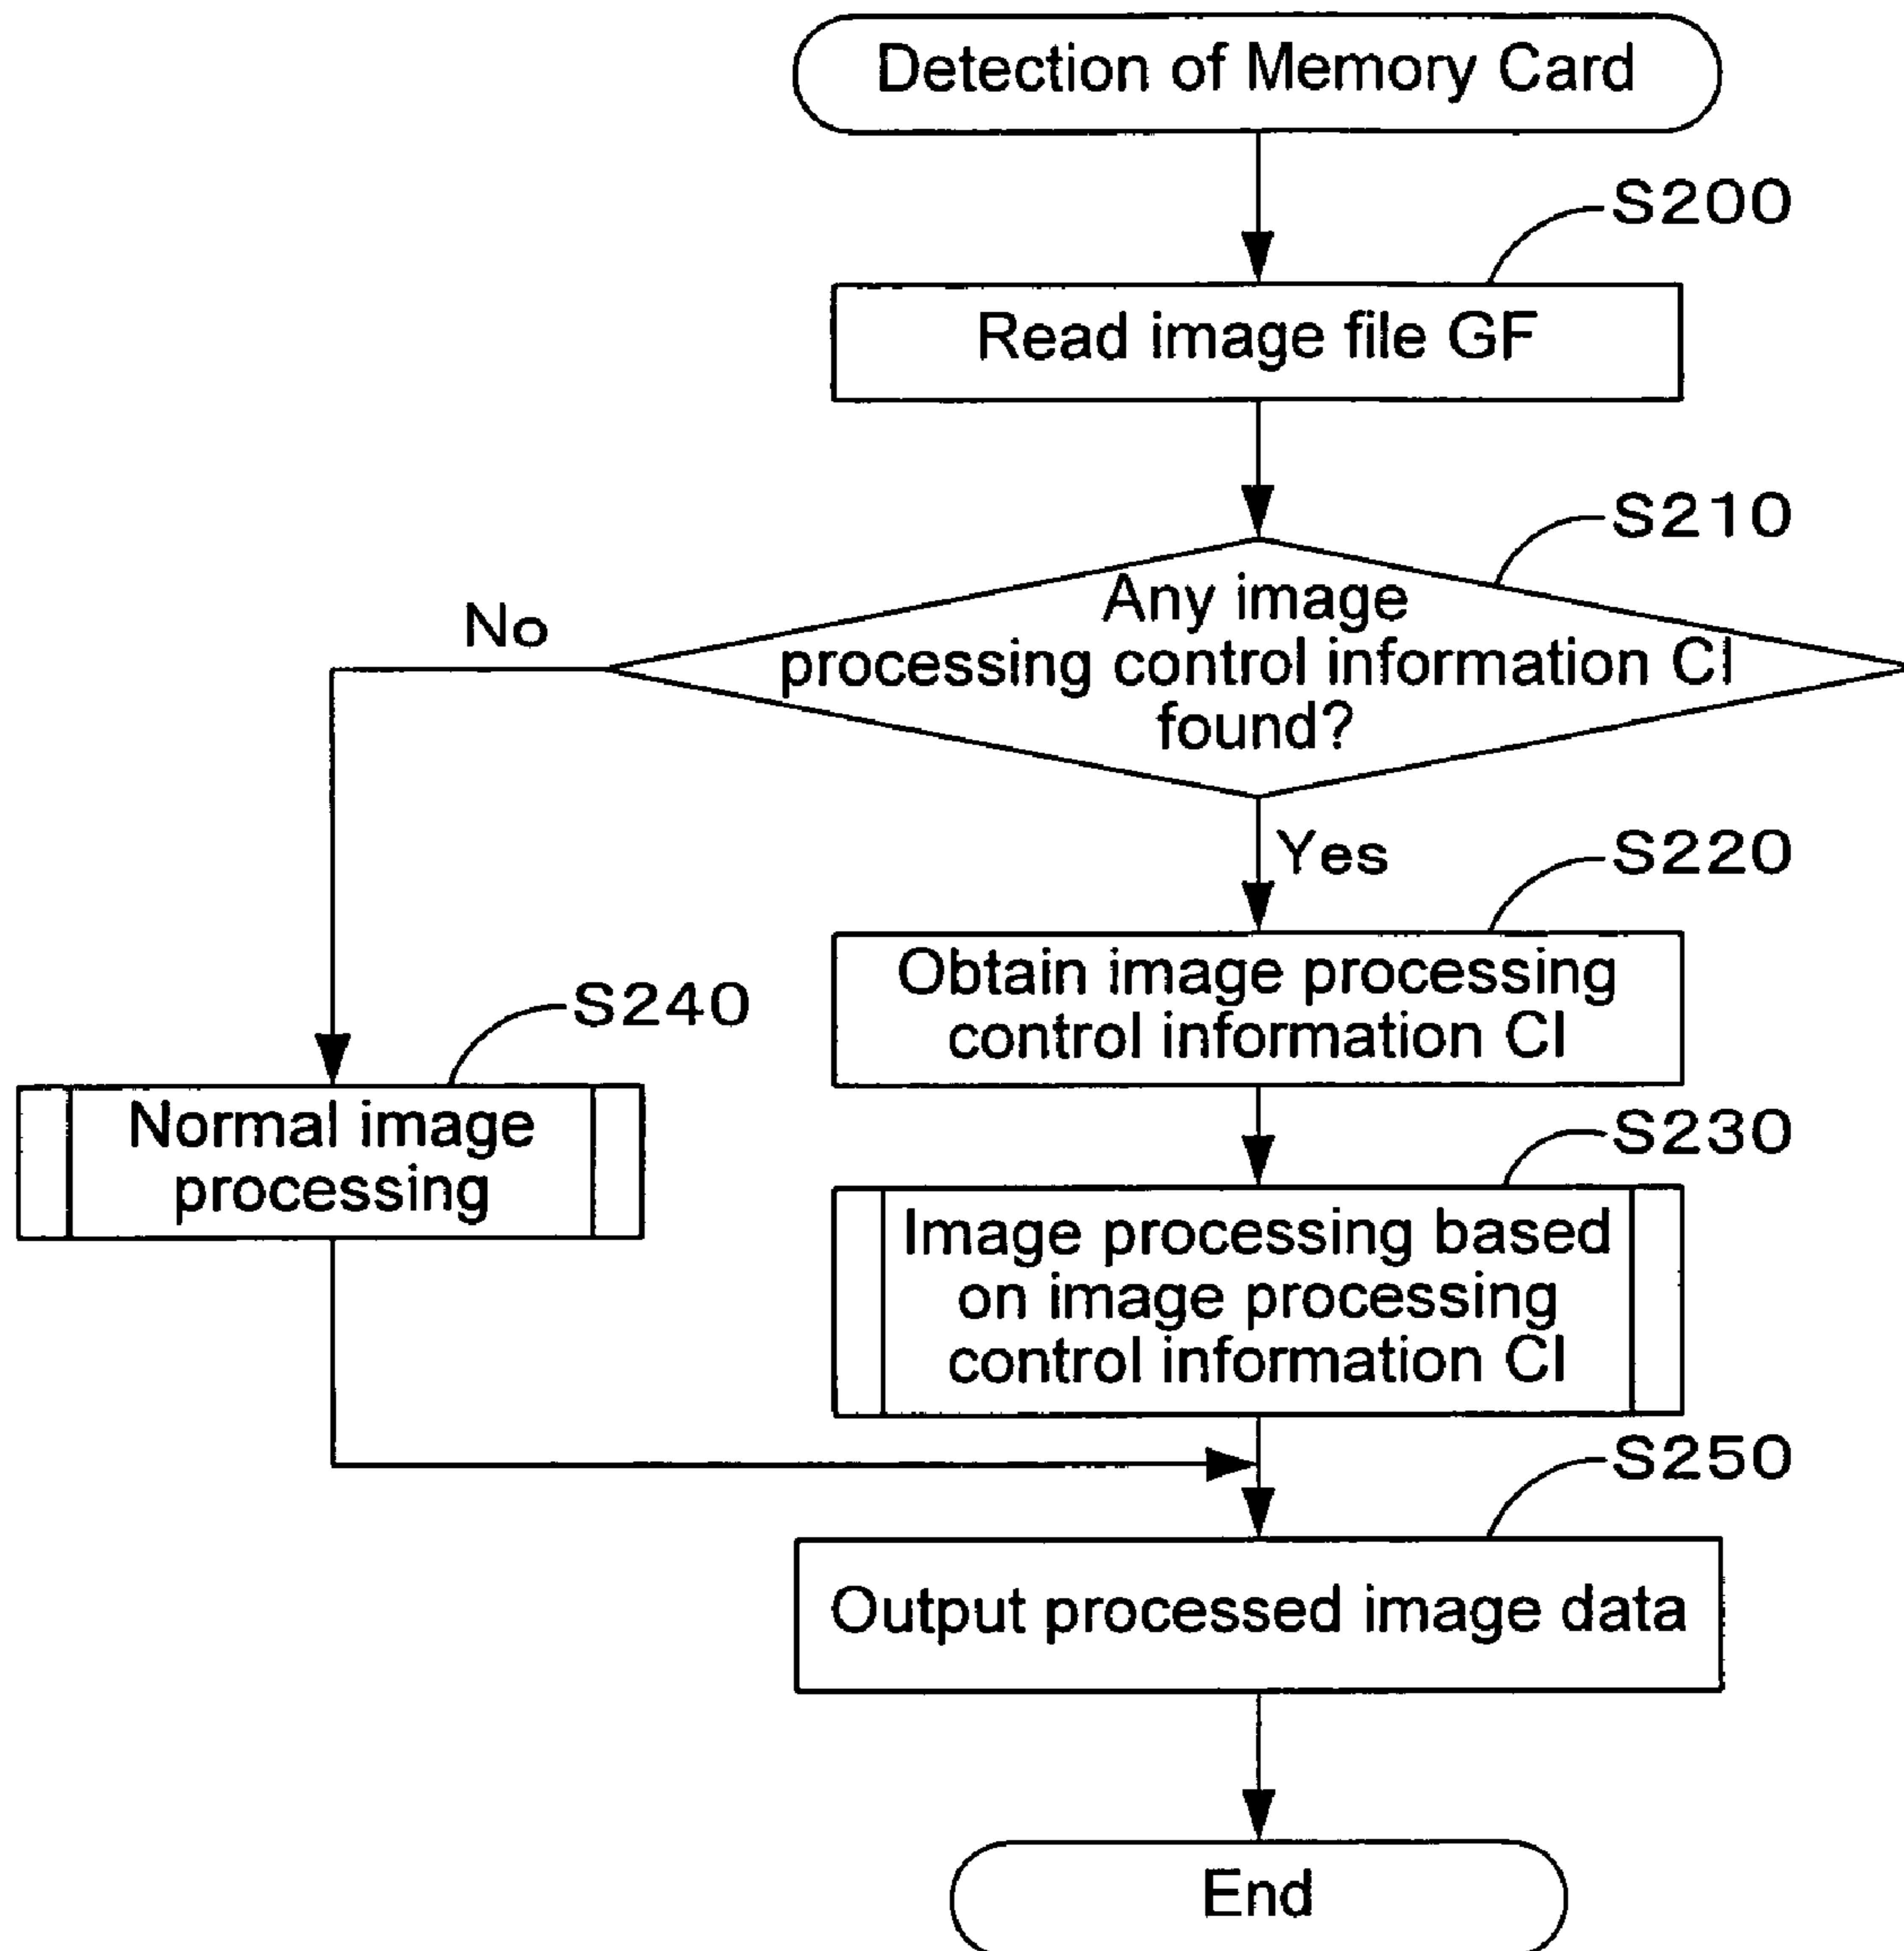 Detection of Memory Card
S200
Read image file GF
S210
Any image
processing control information CI
found?
No
Yes
S220
Obtain image processing
control information CI
S240
Normal image
processing
S230
Image processing based
on image processing
control information CI
S250
Output processed image data
End